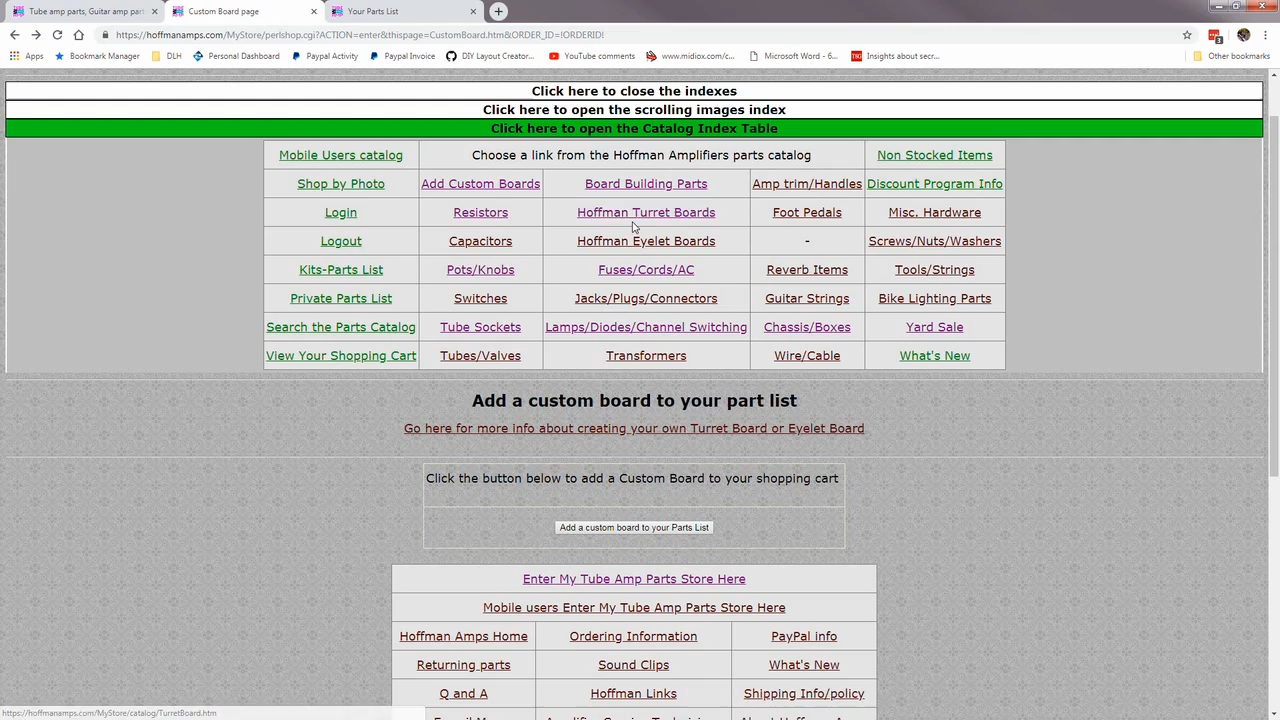 Tube amp parts, Guitar amp par
Custom Board page
Your Parts List
https://hoffmanamps.com/MyStore/perlshop.cgi?ACTION=enter&thispage=CustomBoard.htm&ORDER_ID=!ORDERID!
Apps Bookmark Manager DLH Personal Dashboard Paypal Activity Paypal Invoice DIY Layout Creator... YouTube comments www.midiox.com/c... Microsoft Word - 6... Insights about secr... Other bookmarks
Click here to close the indexes
Click here to open the scrolling images index
Click here to open the Catalog Index Table
Mobile Users catalog Choose a link from the Hoffman Amplifiers parts catalog Non Stocked Items
Shop by Photo Add Custom Boards Board Building Parts Amp trim/Handles Discount Program Info
Login Resistors Hoffman Turret Boards Foot Pedals Misc. Hardware
Logout Capacitors Hoffman Eyelet Boards - Screws/Nuts/Washers
Kits-Parts List Pots/Knobs Fuses/Cords/AC Reverb Items Tools/Strings
Private Parts List Switches Jacks/Plugs/Connectors Guitar Strings Bike Lighting Parts
Search the Parts Catalog Tube Sockets Lamps/Diodes/Channel Switching Chassis/Boxes Yard Sale
View Your Shopping Cart Tubes/Valves Transformers Wire/Cable What's New
Add a custom board to your part list
Go here for more info about creating your own Turret Board or Eyelet Board
Click the button below to add a Custom Board to your shopping cart
Add a custom board to your Parts List
Enter My Tube Amp Parts Store Here
Mobile users Enter My Tube Amp Parts Store Here
Hoffman Amps Home Ordering Information PayPal info
Returning parts Sound Clips What's New
Q and A Hoffman Links Shipping Info/policy
https://hoffmanamps.com/MyStore/catalog/TurretBoard.htm